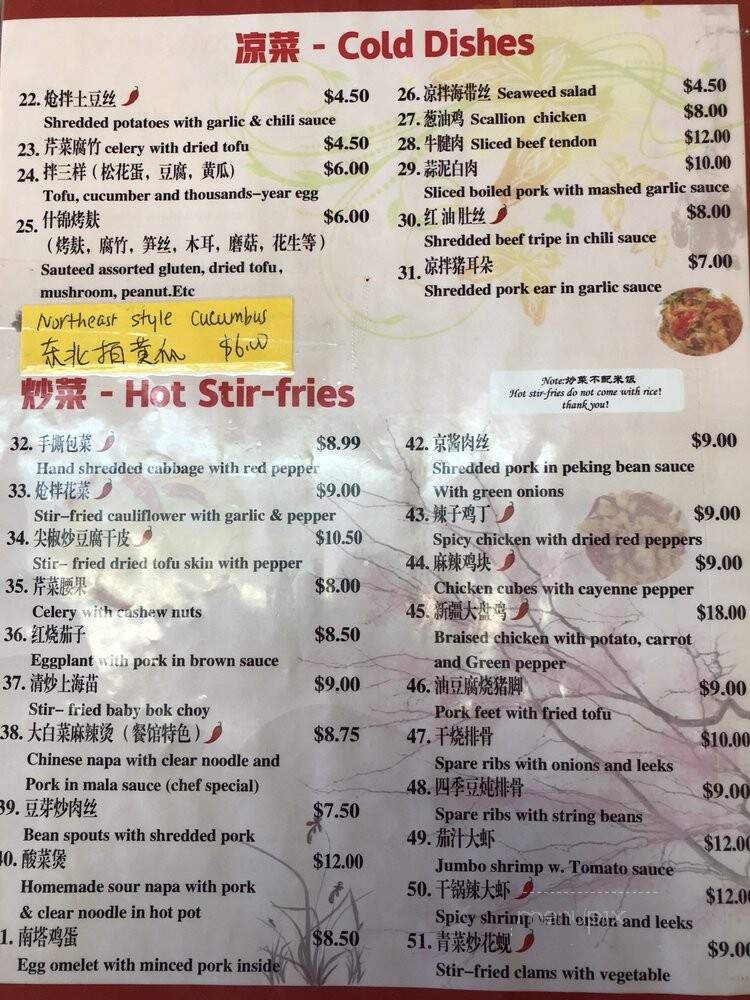 凉菜 - Cold Dishes
22. 炝拌土豆丝 $4.50
Shredded potatoes with garlic & chili sauce
23. 芹菜腐竹 celery with dried tofu $4.50
24. 拌三样（松花蛋，豆腐，黄瓜） $6.00
Tofu, cucumber and thousands-year egg
25. 什锦烤麸 $6.00
（烤麸，腐竹，笋丝，木耳，蘑菇，花生等）
Sauteed assorted gluten, dried tofu,
mushroom, peanut.Etc
Northeast style Cucumbus
东北拍黄瓜 $6.00
26. 凉拌海带丝 Seaweed salad $4.50
27. 葱油鸡 Scallion chicken $8.00
28. 牛腱肉 Sliced beef tendon $12.00
29. 蒜泥白肉 $10.00
Sliced boiled pork with mashed garlic sauce
30. 红油肚丝 $8.00
Shredded beef tripe in chili sauce
31. 凉拌猪耳朵 $7.00
Shredded pork ear in garlic sauce
炒菜 - Hot Stir-fries
Note:炒菜不配米饭
Hot stir-fries do not come with rice!
thank you!
32. 手撕包菜 $8.99
Hand shredded cabbage with red pepper
33. 炝拌花菜 $9.00
Stir-fried cauliflower with garlic & pepper
34. 尖椒炒豆腐干皮 $10.50
Stir- fried dried tofu skin with pepper
35. 芹菜腰果 $8.00
Celery with cashew nuts
36. 红烧茄子 $8.50
Eggplant with pork in brown sauce
37. 清炒上海苗 $9.00
Stir- fried baby bok choy
38. 大白菜麻辣烫（餐馆特色） $8.75
Chinese napa with clear noodle and
Pork in mala sauce (chef special)
39. 豆芽炒肉丝 $7.50
Bean spouts with shredded pork
40. 酸菜煲 $12.00
Homemade sour napa with pork
& clear noodle in hot pot
1. 南塔鸡蛋 $8.50
Egg omelet with minced pork inside
42. 京酱肉丝 $9.00
Shredded pork in peking bean sauce
With green onions
43. 辣子鸡丁 $9.00
Spicy chicken with dried red peppers
44. 麻辣鸡块 $9.00
Chicken cubes with cayenne pepper
45. 新疆大盘鸡 $18.00
Braised chicken with potato, carrot
and Green pepper
46. 油豆腐烧猪脚 $9.00
Pork feet with fried tofu
47. 干烧排骨 $10.00
Spare ribs with onions and leeks
48. 四季豆炖排骨 $9.00
Spare ribs with string beans
49. 茄汁大虾 $12.00
Jumbo shrimp w. Tomato sauce
50. 干锅辣大虾 $12.00
Spicy shrimp with onion and leeks
51. 青菜炒花蚬 $9.00
Stir-fried clams with vegetable
menupix